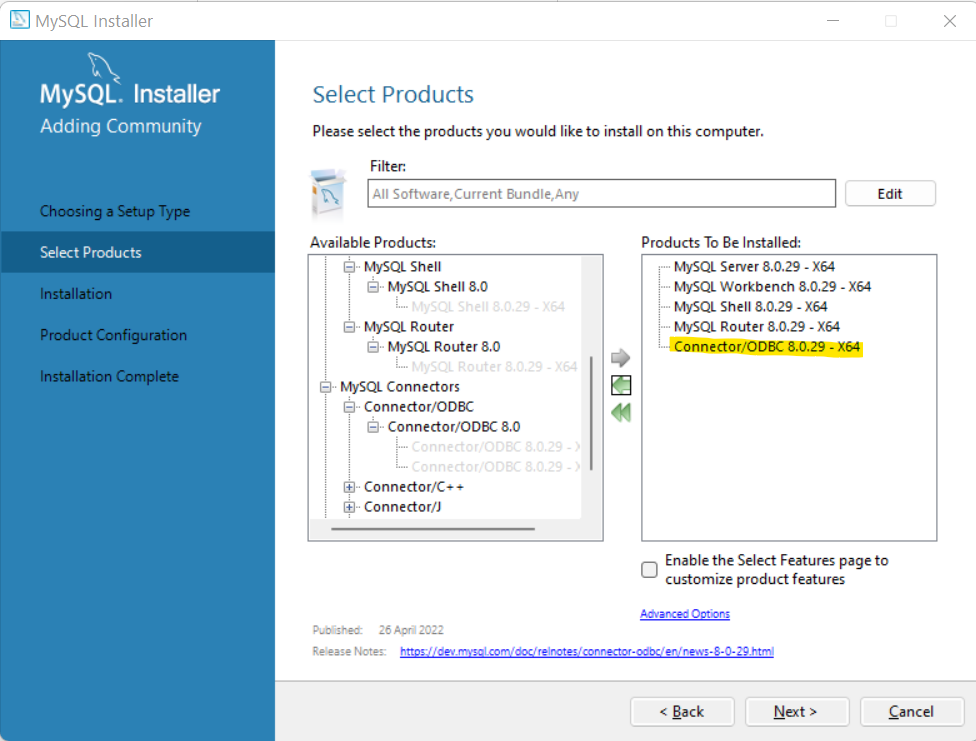 MySQL Installer
MySQL. Installer
Adding Community
Choosing a Setup Type
Select Products
Installation
Product Configuration
Installation Complete
Select Products
Please select the products you would like to install on this computer.
Filter:
All Software,Current Bundle,Any
Edit
Available Products:
MySQL Shell
MySQL Shell 8.0
MySQL Shell 8.0.29 - X64
MySQL Router
MySQL Router 8.0
MySQL Router 8.0.29 - X64
MySQL Connectors
Connector/ODBC
Connector/ODBC 8.0
Connector/ODBC 8.0.29 - X
Connector/ODBC 8.0.29 - X
Connector/C++
Connector/J
Products To Be Installed:
MySQL Server 8.0.29 - X64
MySQL Workbench 8.0.29 - X64
MySQL Shell 8.0.29 - X64
MySQL Router 8.0.29 - X64
Connector/ODBC 8.0.29 - X64
Enable the Select Features page to
customize product features
Advanced Options
Published: 26 April 2022
Release Notes: https://dev.mysql.com/doc/relnotes/connector-odbc/en/news-8-0-29.html
< Back
Next >
Cancel